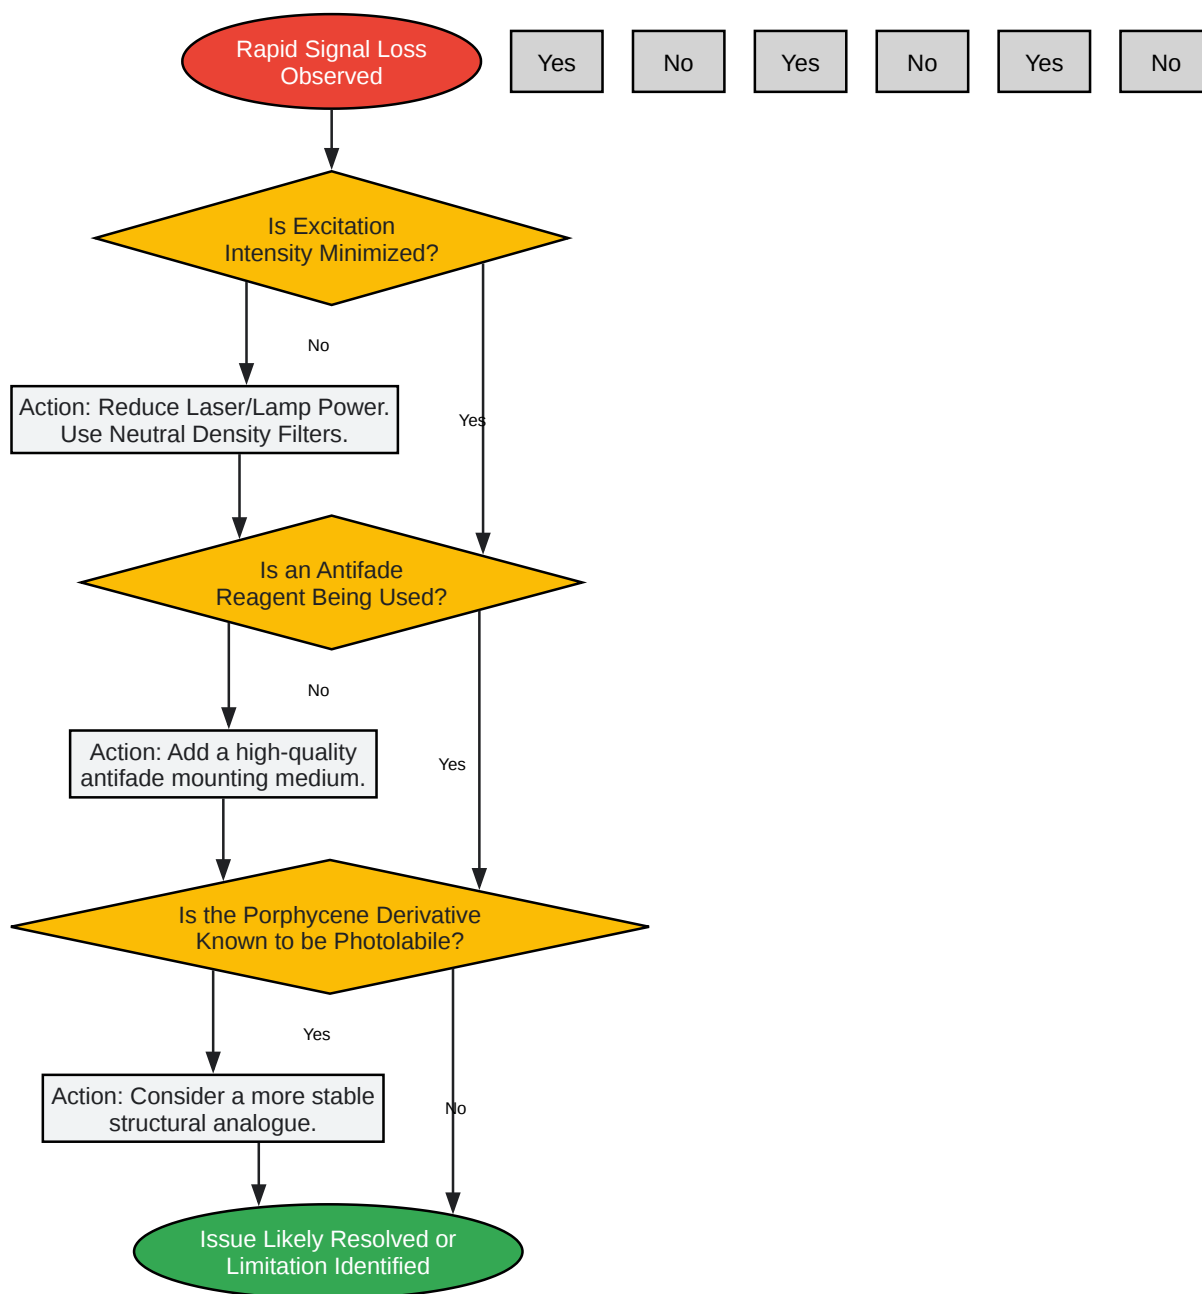 Rapid Signal Loss
Observed
Yes
No
Yes
No
Yes
No
Is Excitation
Intensity Minimized?
No
Action: Reduce Laser/Lamp Power.
Use Neutral Density Filters.
Yes
Is an Antifade
Reagent Being Used?
No
Action: Add a high-quality
antifade mounting medium.
Yes
Is the Porphycene Derivative
Known to be Photolabile?
Yes
Action: Consider a more stable
structural analogue.
No
Issue Likely Resolved or
Limitation Identified